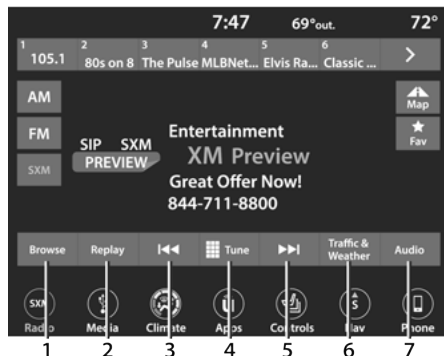 7:47 69°out. 72°
1 2 3 4 5 6
105.1 80s on 8 The Pulse MLBNet... Elvis Ra... Classic ...
AM
Map
FM
Fav
SXM
SIP SXM
PREVIEW
Entertainment
XM Preview
Great Offer Now!
844-711-8800
Browse Replay Tune Traffic & Weather Audio
SXM S
Radio Media Climate Apps Controls Nav Phone
1 2 3 4 5 6 7